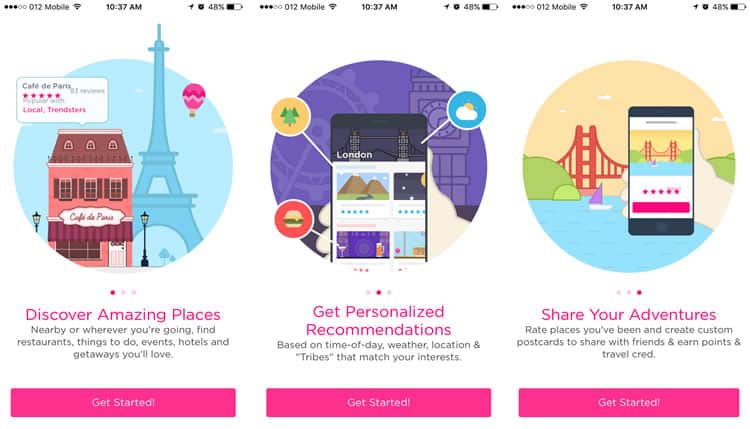 012 Mobile 10:37 AM 48%
Café de Paris
83 reviews
Popular with
Local, Trendsters
Café de Paris
Discover Amazing Places
Nearby or wherever you're going, find
restaurants, things to do, events, hotels and
getaways you'll love.
Get Started!
012 Mobile 10:37 AM 48%
London
Get Personalized
Recommendations
Based on time-of-day, weather, location &
"Tribes" that match your interests.
Get Started!
012 Mobile 10:37 AM 48%
Share Your Adventures
Rate places you've been and create custom
postcards to share with friends & earn points &
travel cred.
Get Started!